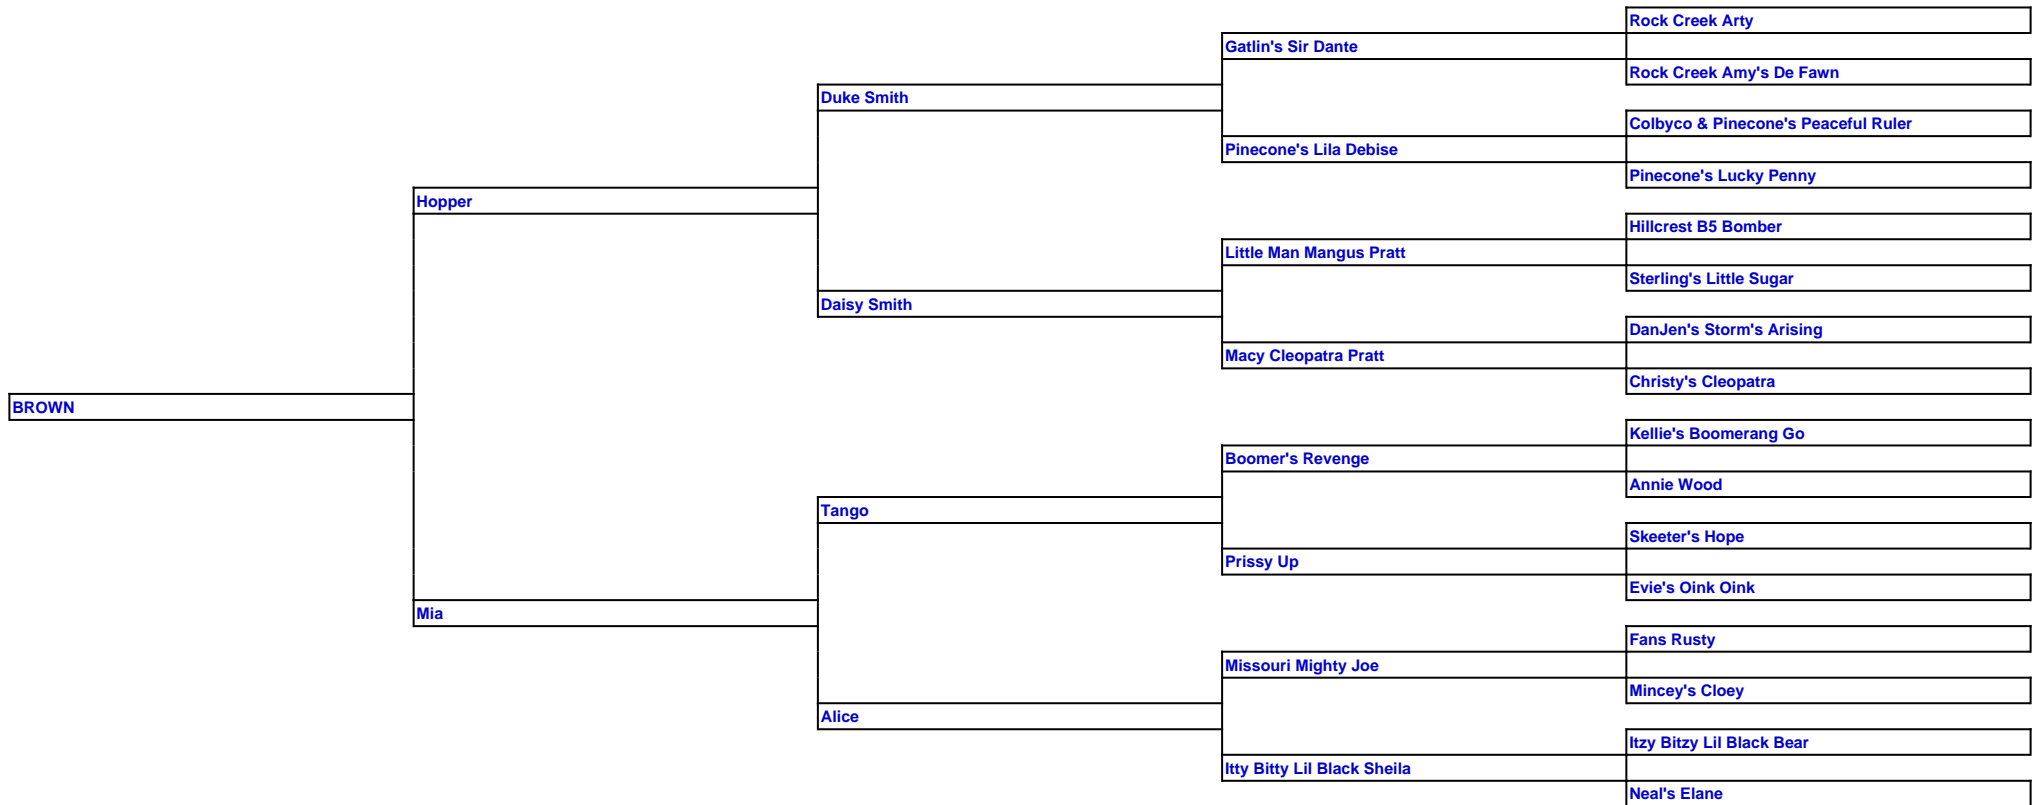 Rock Creek Arty
Gatlin's Sir Dante
Rock Creek Amy's De Fawn
Duke Smith
Colbyco & Pinecone's Peaceful Ruler
Pinecone's Lila Debise
Pinecone's Lucky Penny
Hopper
Hillcrest B5 Bomber
Little Man Mangus Pratt
Sterling's Little Sugar
Daisy Smith
DanJen's Storm's Arising
Macy Cleopatra Pratt
Christy's Cleopatra
BROWN
Kellie's Boomerang Go
Boomer's Revenge
Annie Wood
Tango
Skeeter's Hope
Prissy Up
Evie's Oink Oink
Mia
Fans Rusty
Missouri Mighty Joe
Mincey's Cloey
Alice
Itzy Bitzy Lil Black Bear
Itty Bitty Lil Black Sheila
Neal's Elane